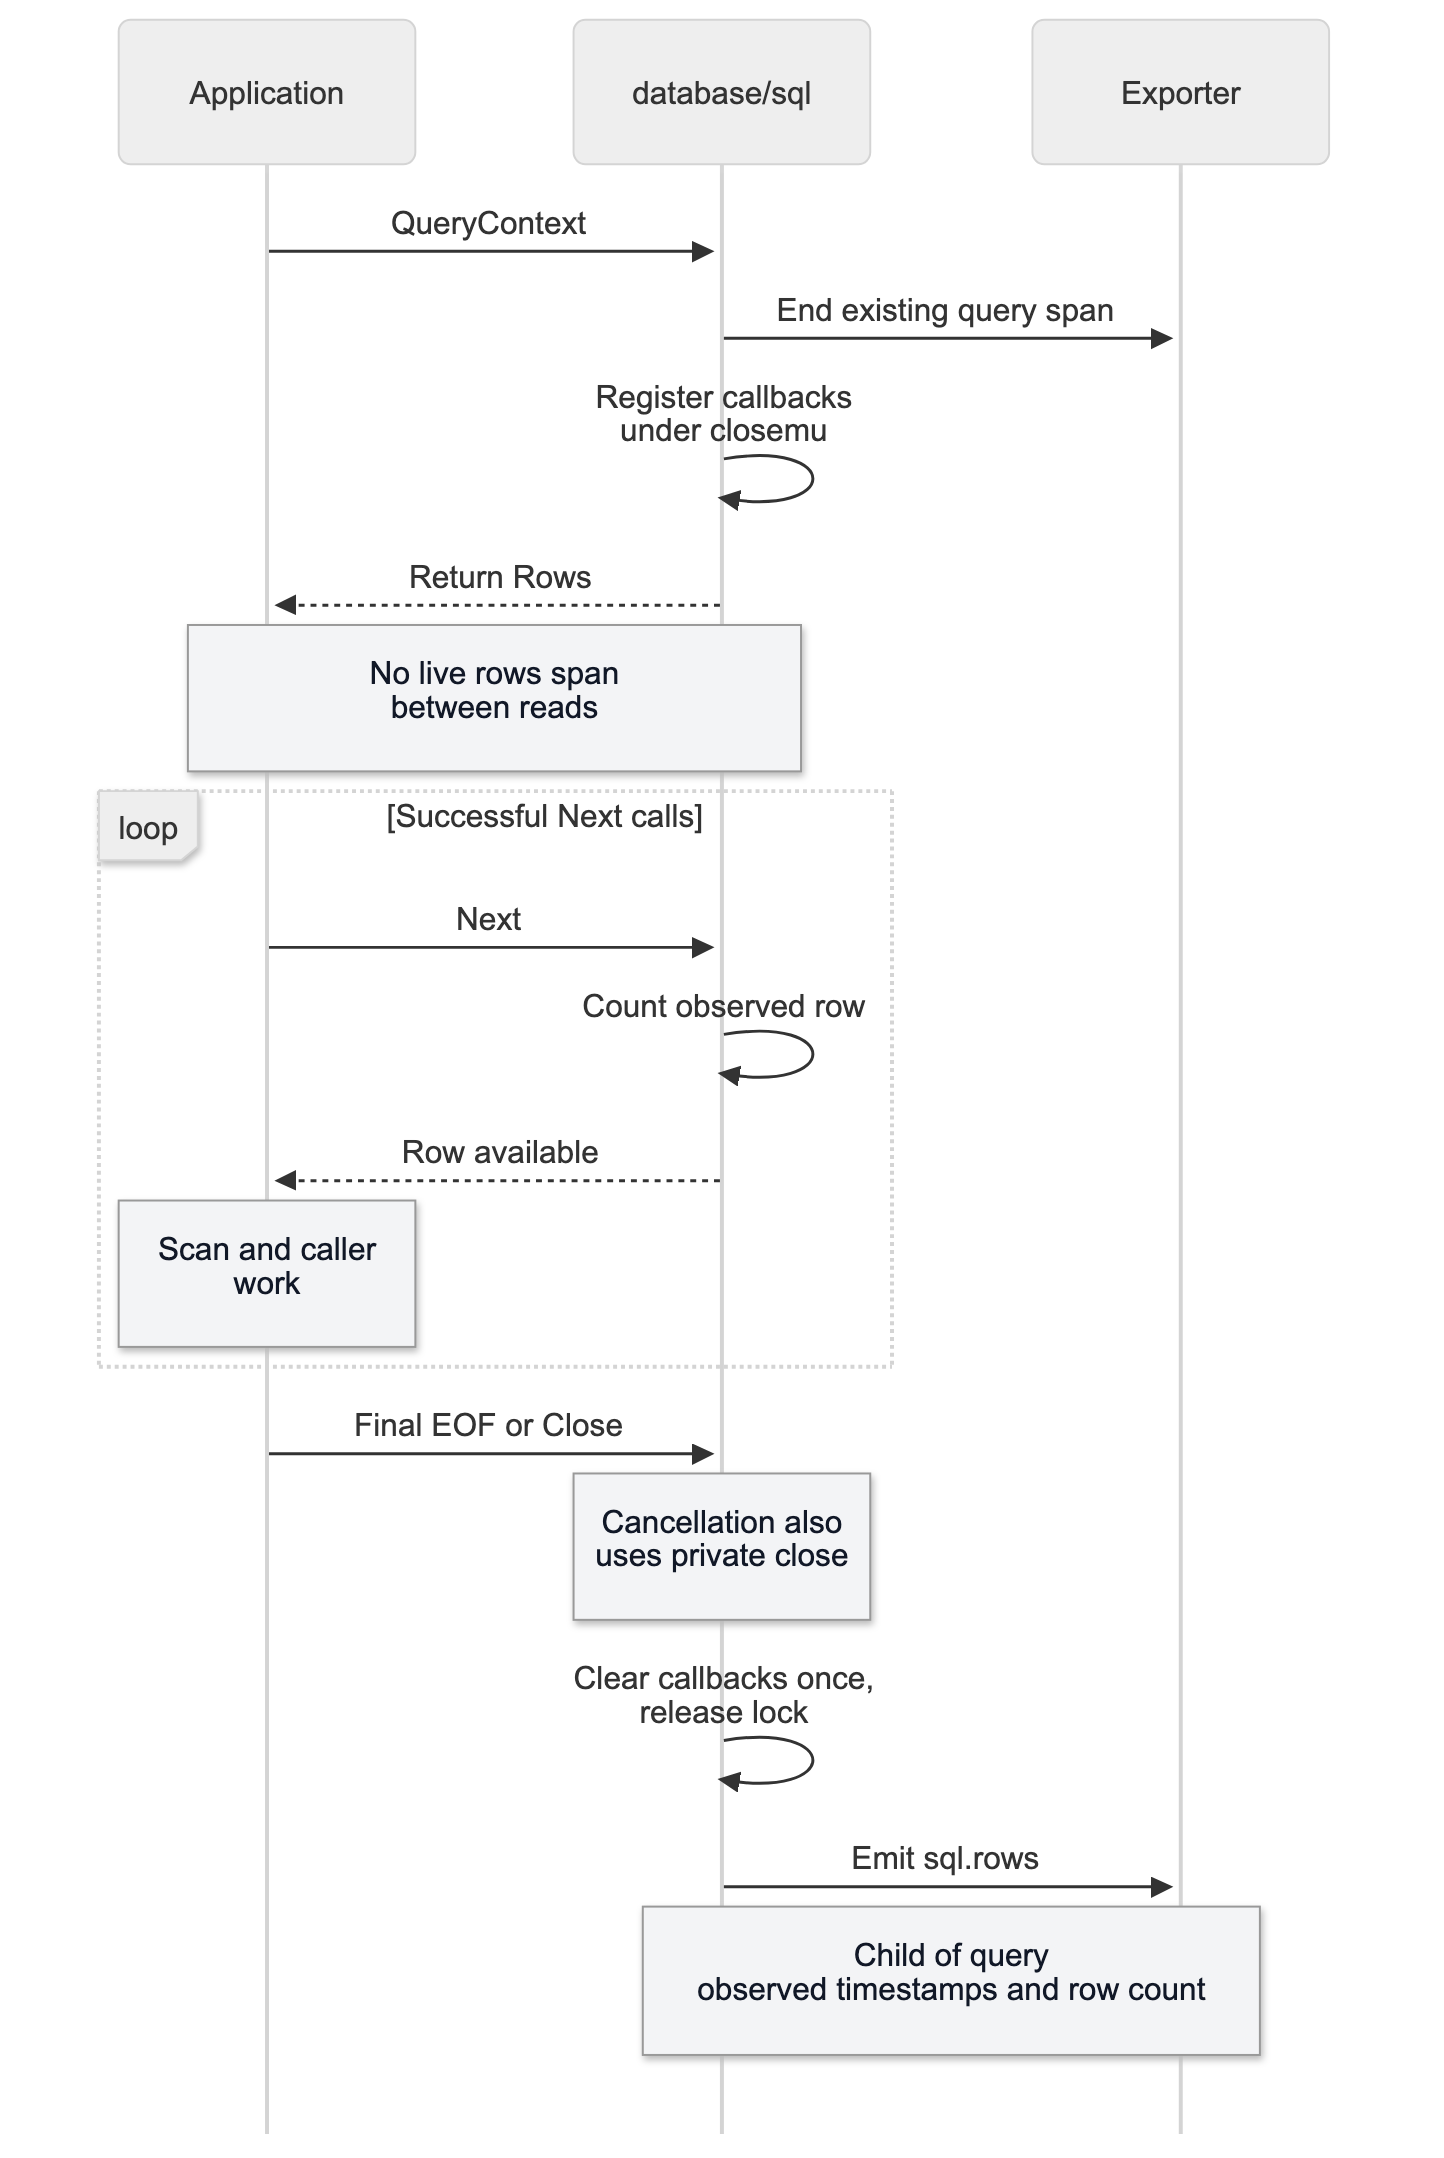 Application
database/sql
Exporter
QueryContext
End existing query span
Register callbacks
under closemu
Return Rows
No live rows span
between reads
loop
[Successful Next calls]
Next
Count observed row
Row available
Scan and caller
work
Final EOF or Close
Cancellation also
uses private close
Clear callbacks once,
release lock
Emit sql.rows
Child of query
observed timestamps and row count